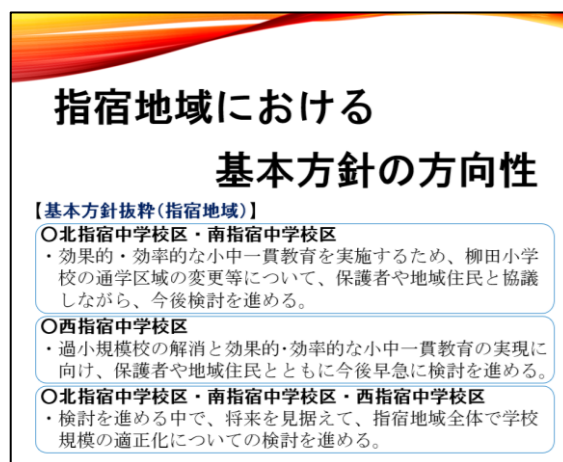 指宿地域における
基本方針の方向性
【基本方針抜粋(指宿地域)】
〇北指宿中学校区・南指宿中学校区
・効果的・効率的な小中一貫教育を実施するため、柳田小学
校の通学区域の変更等について、保護者や地域住民と協議
しながら、今後検討を進める。
〇西指宿中学校区
・過小規模校の解消と効果的・効率的な小中一貫教育の実現に
向け、保護者や地域住民とともに今後早急に検討を進める。
〇北指宿中学校区・南指宿中学校区・西指宿中学校区
・検討を進める中で、将来を見据えて、指宿地域全体で学校
規模の適正化についての検討を進める。